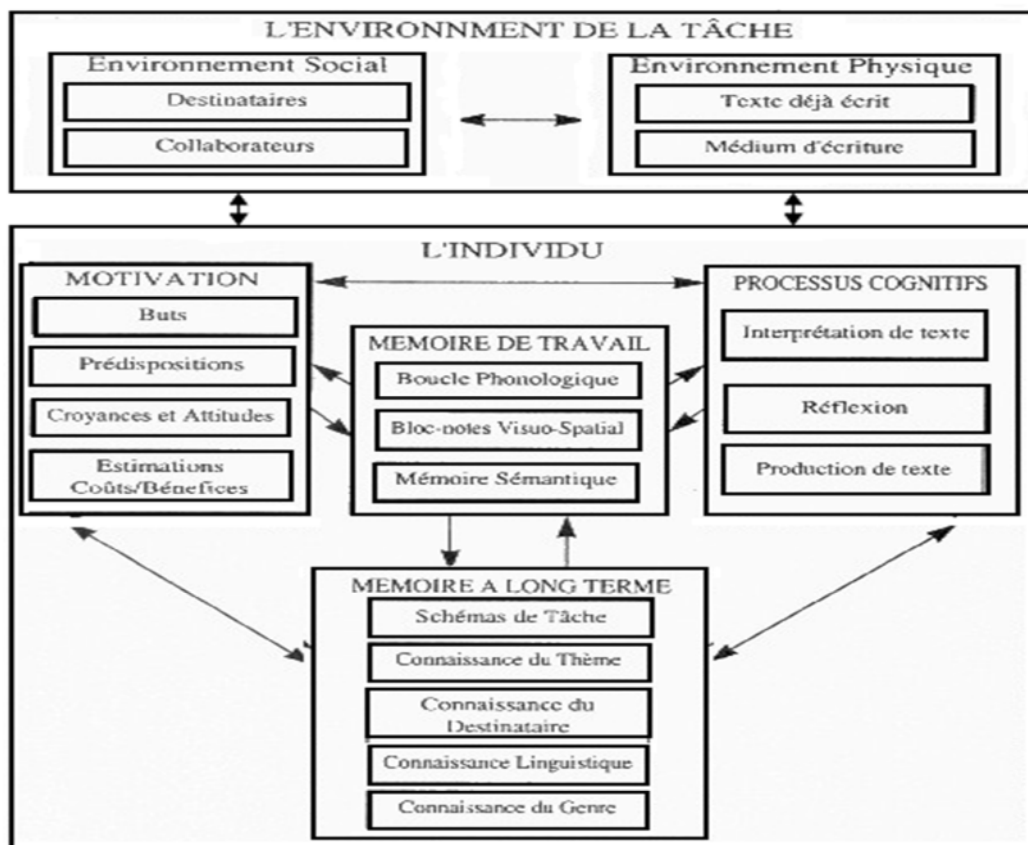 L'ENVIRONNMENT DE LA TÂCHE
Environnement Social
Destinataires
Collaborateurs
Environnement Physique
Texte déjà écrit
Médium d'écriture
L'INDIVIDU
MOTIVATION
Buts
Prédispositions
Croyances et Attitudes
Estimations
Coûts/Bénefices
MEMOIRE DE TRAVAIL
Boucle Phonologique
Bloc-notes Visuo-Spatial
Mémoire Sémantique
PROCESSUS COGNITIFS
Interprétation de texte
Réflexion
Production de texte
MEMOIRE A LONG TERME
Schémas de Tâche
Connaissance du Thème
Connaissance du
Destinataire
Connaissance Linguistique
Connaissance du Genre